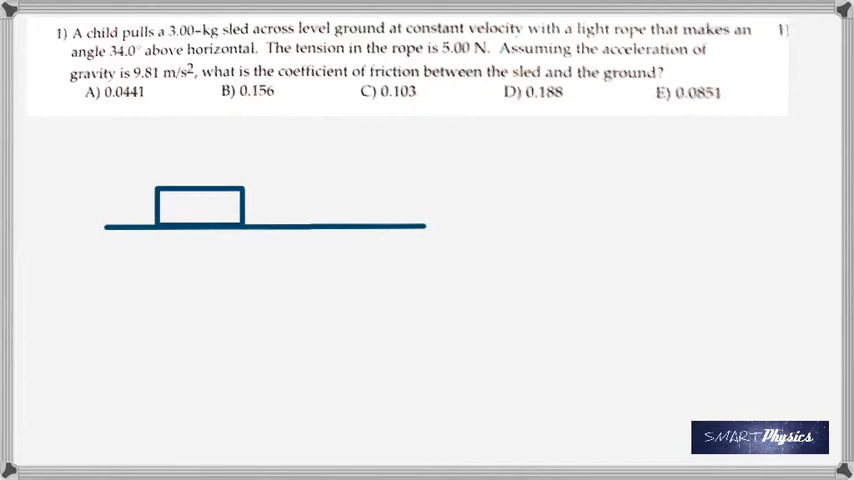 1) A child pulls a 3.00-kg sled across level ground at constant velocity with a light rope that makes an 1)
angle 34.0° above horizontal. The tension in the rope is 5.00 N. Assuming the acceleration of
gravity is 9.81 m/s², what is the coefficient of friction between the sled and the ground?
A) 0.0441 B) 0.156 C) 0.103 D) 0.188 E) 0.0851
SMART Physics